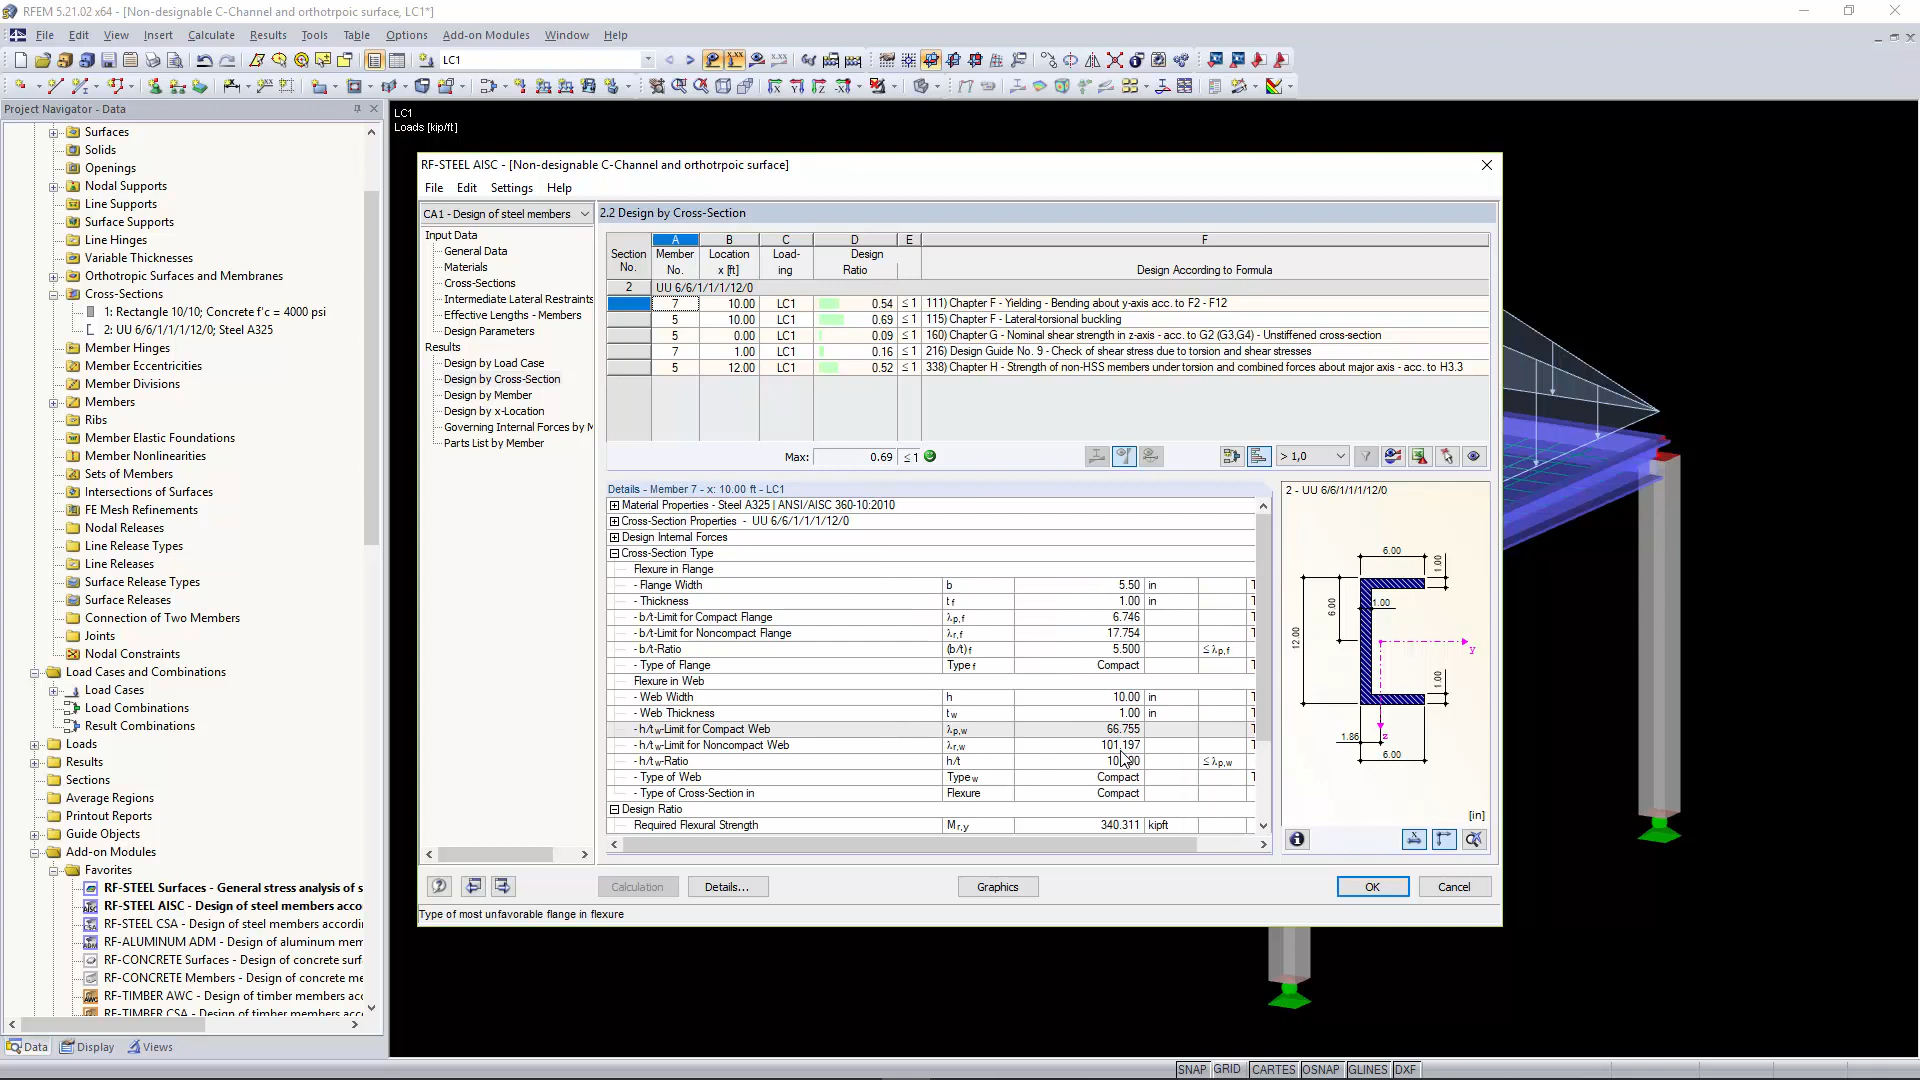 RFEM 5.21.02 x64 - [Non-designable C-Channel and orthotrpoic surface, LC1*]
File Edit View Insert Calculate Results Tools Table Options Add-on Modules Window Help
LC1
Project Navigator - Data
Surfaces
Solids
Openings
Nodal Supports
Line Supports
Surface Supports
Line Hinges
Variable Thicknesses
Orthotropic Surfaces and Membranes
Cross-Sections
1: Rectangle 10/10; Concrete f'c = 4000 psi
2: UU 6/6/1/1/1/12/0; Steel A325
Member Hinges
Member Eccentricities
Member Divisions
Members
Ribs
Member Elastic Foundations
Member Nonlinearities
Sets of Members
Intersections of Surfaces
FE Mesh Refinements
Nodal Releases
Line Release Types
Line Releases
Surface Release Types
Surface Releases
Connection of Two Members
Joints
Nodal Constraints
Load Cases and Combinations
Load Cases
Load Combinations
Result Combinations
Loads
Results
Sections
Average Regions
Printout Reports
Guide Objects
Add-on Modules
Favorites
RF-STEEL Surfaces - General stress analysis of s
RF-STEEL AISC - Design of steel members acco
RF-STEEL CSA - Design of steel members accordi
RF-ALUMINUM ADM - Design of aluminum mem
RF-CONCRETE Surfaces - Design of concrete surf
RF-CONCRETE Members - Design of concrete me
RF-TIMBER AWC - Design of timber members acc
RF-TIMBER CSA - Design of timber members acc
Data Display Views
LC1
Loads [kip/ft]
RF-STEEL AISC - [Non-designable C-Channel and orthotrpoic surface]
File Edit Settings Help
CA1 - Design of steel members
Input Data
General Data
Materials
Cross-Sections
Intermediate Lateral Restraints
Effective Lengths - Members
Design Parameters
Results
Design by Load Case
Design by Cross-Section
Design by Member
Design by x-Location
Governing Internal Forces by M
Parts List by Member
2.2 Design by Cross-Section
A B C D E F
Section No. Member No. Location x [ft] Load-ing Design Ratio Design According to Formula
2 UU 6/6/1/1/1/12/0
7 10.00 LC1 0.54 ≤ 1 111) Chapter F - Yielding - Bending about y-axis acc. to F2 - F12
5 10.00 LC1 0.69 ≤ 1 115) Chapter F - Lateral-torsional buckling
5 0.00 LC1 0.09 ≤ 1 160) Chapter G - Nominal shear strength in z-axis - acc. to G2 (G3,G4) - Unstiffened cross-section
7 1.00 LC1 0.16 ≤ 1 216) Design Guide No. 9 - Check of shear stress due to torsion and shear stresses
5 12.00 LC1 0.52 ≤ 1 338) Chapter H - Strength of non-HSS members under torsion and combined forces about major axis - acc. to H3.3
Max: 0.69 ≤ 1
> 1,0
Details - Member 7 - x: 10.00 ft - LC1
Material Properties - Steel A325 | ANSI/AISC 360-10:2010
Cross-Section Properties - UU 6/6/1/1/1/12/0
Design Internal Forces
Cross-Section Type
Flexure in Flange
- Flange Width b 5.50 in T
- Thickness tf 1.00 in T
- b/t-Limit for Compact Flange λp,f 6.746 T
- b/t-Limit for Noncompact Flange λr,f 17.754 T
- b/t-Ratio (b/t)f 5.500 ≤ λp,f
- Type of Flange Typef Compact T
Flexure in Web
- Web Width h 10.00 in T
- Web Thickness tw 1.00 in T
- h/tw-Limit for Compact Web λp,w 66.755 T
- h/tw-Limit for Noncompact Web λr,w 101.197 T
- h/tw-Ratio h/t ≤ λp,w
- Type of Web Typew Compact T
- Type of Cross-Section in Flexure Compact
Design Ratio
Required Flexural Strength Mr,y 340.311 kipft
2 - UU 6/6/1/1/1/12/0
6.00
1.00
6.00
1.00
12.00
y
1.00
1.86
z
6.00
[in]
Calculation Details... Graphics OK Cancel
Type of most unfavorable flange in flexure
SNAP GRID CARTES OSNAP GLINES DXF